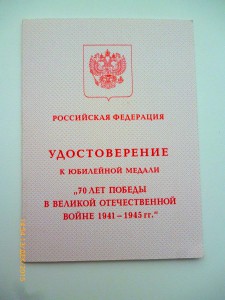 РОССИЙСКАЯ ФЕДЕРАЦИЯ
УДОСТОВЕРЕНИЕ
К ЮБИЛЕЙНОЙ МЕДАЛИ
„70 ЛЕТ ПОБЕДЫ
В ВЕЛИКОЙ ОТЕЧЕСТВЕННОЙ
ВОЙНЕ 1941 – 1945 гг.“